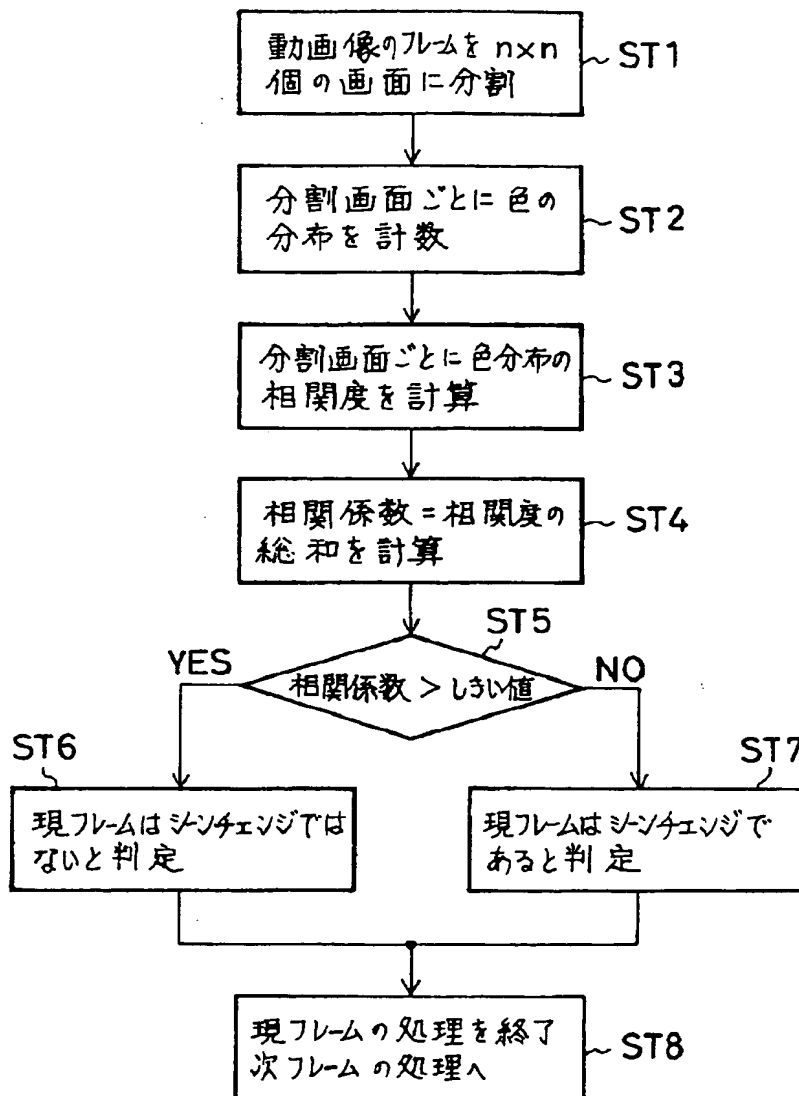 動画像のフレームを n×n
個の画面に分割
ST1
分割画面ごとに色の
分布を計数
ST2
分割画面ごとに色分布の
相関度を計算
ST3
相関係数=相関度の
総和を計算
ST4
ST5
YES
相関係数 > しきい値
NO
ST6
現フレームはシーンチェンジでは
ないと判定
ST7
現フレームはシーンチェンジで
あると判定
現フレームの処理を終了
次フレームの処理へ
ST8